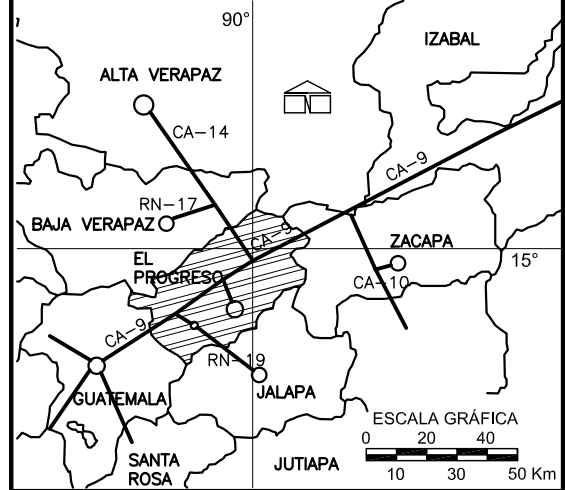 90°
IZABAL
ALTA VERAPAZ
CA-14
CA-9
RN-17
BAJA VERAPAZ
CA-9
ZACAPA
EL
PROGRESO
15°
CA-10
CA-9
RN-19
GUATEMALA
JALAPA
ESCALA GRÁFICA
0 20 40
10 30 50 Km
SANTA
ROSA
JUTIAPA
N